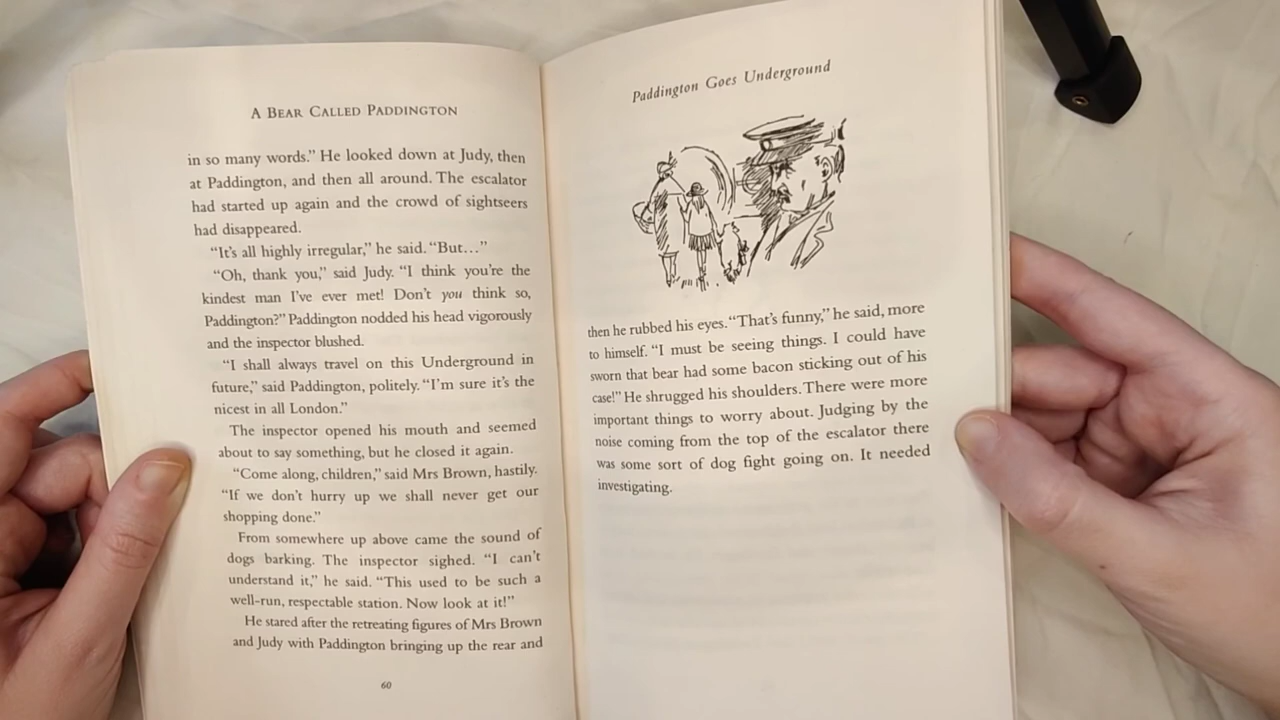 A BEAR CALLED PADDINGTON
in so many words.” He looked down at Judy, then
at Paddington, and then all around. The escalator
had started up again and the crowd of sightseers
had disappeared.
“It’s all highly irregular,” he said. “But…”
“Oh, thank you,” said Judy. “I think you’re the
kindest man I’ve ever met! Don’t you think so,
Paddington?” Paddington nodded his head vigorously
and the inspector blushed.
“I shall always travel on this Underground in
future,” said Paddington, politely. “I’m sure it’s the
nicest in all London.”
The inspector opened his mouth and seemed
about to say something, but he closed it again.
“Come along, children,” said Mrs Brown, hastily.
“If we don’t hurry up we shall never get our
shopping done.”
From somewhere up above came the sound of
dogs barking. The inspector sighed. “I can’t
understand it,” he said. “This used to be such a
well-run, respectable station. Now look at it!”
He stared after the retreating figures of Mrs Brown
and Judy with Paddington bringing up the rear and
60
Paddington Goes Underground
then he rubbed his eyes. “That’s funny,” he said, more
to himself. “I must be seeing things. I could have
sworn that bear had some bacon sticking out of his
case!” He shrugged his shoulders. There were more
important things to worry about. Judging by the
noise coming from the top of the escalator there
was some sort of dog fight going on. It needed
investigating.